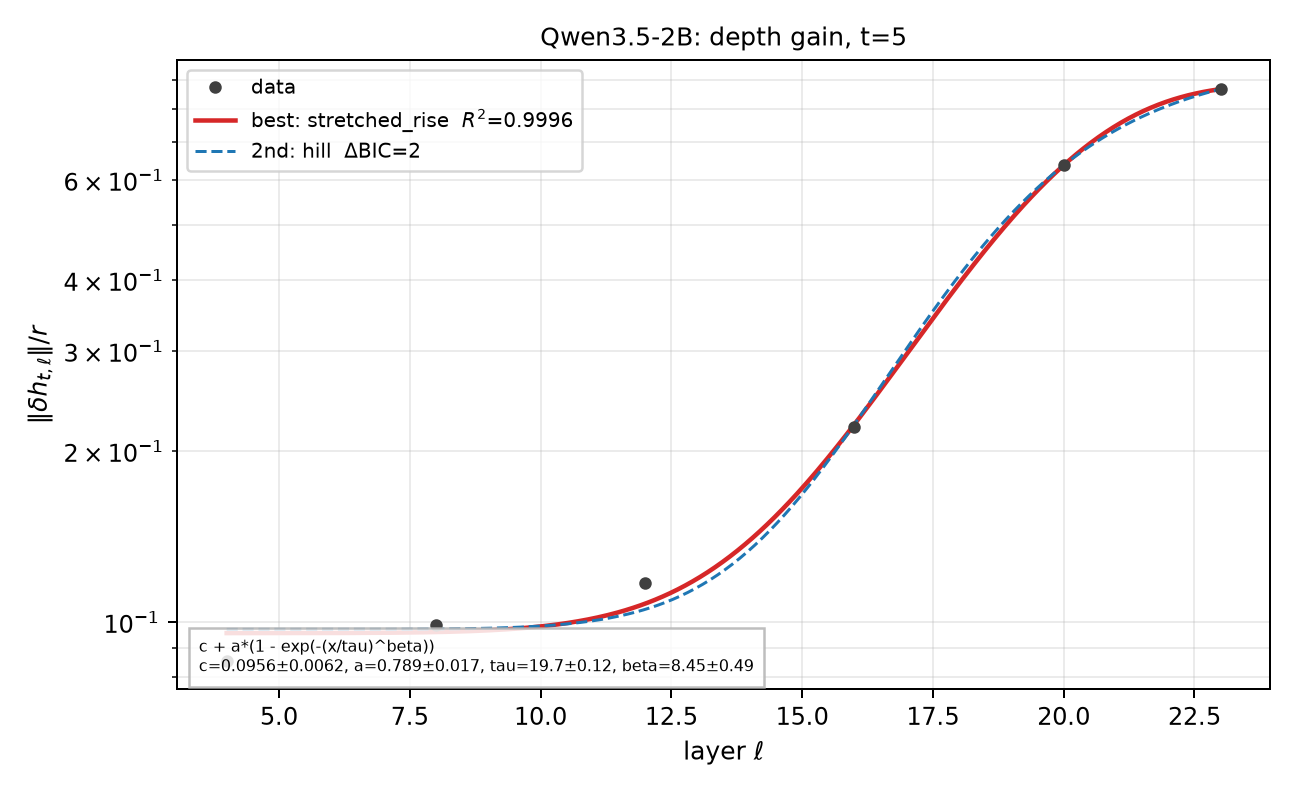 Qwen3.5-2B: depth gain, t=5
data
best: stretched_rise R²=0.9996
2nd: hill ΔBIC=2
6 × 10⁻¹
4 × 10⁻¹
3 × 10⁻¹
2 × 10⁻¹
10⁻¹
‖δhₜ,ℓ‖/r
c + a*(1 - exp(-(x/tau)^beta))
c=0.0956±0.0062, a=0.789±0.017, tau=19.7±0.12, beta=8.45±0.49
5.0 7.5 10.0 12.5 15.0 17.5 20.0 22.5
layer ℓ